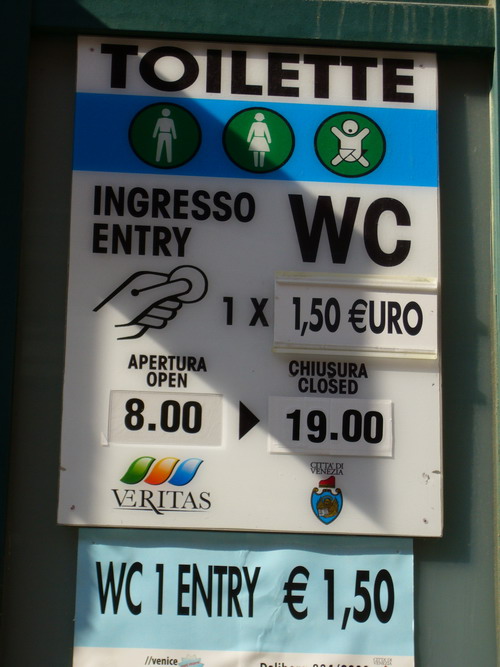 TOILETTE
INGRESSO
ENTRY
WC
1 X 1,50 €URO
APERTURA
OPEN
CHIUSURA
CLOSED
8.00
19.00
VERITAS
CITTÀ DI
VENEZIA
WC 1 ENTRY € 1,50
//venice